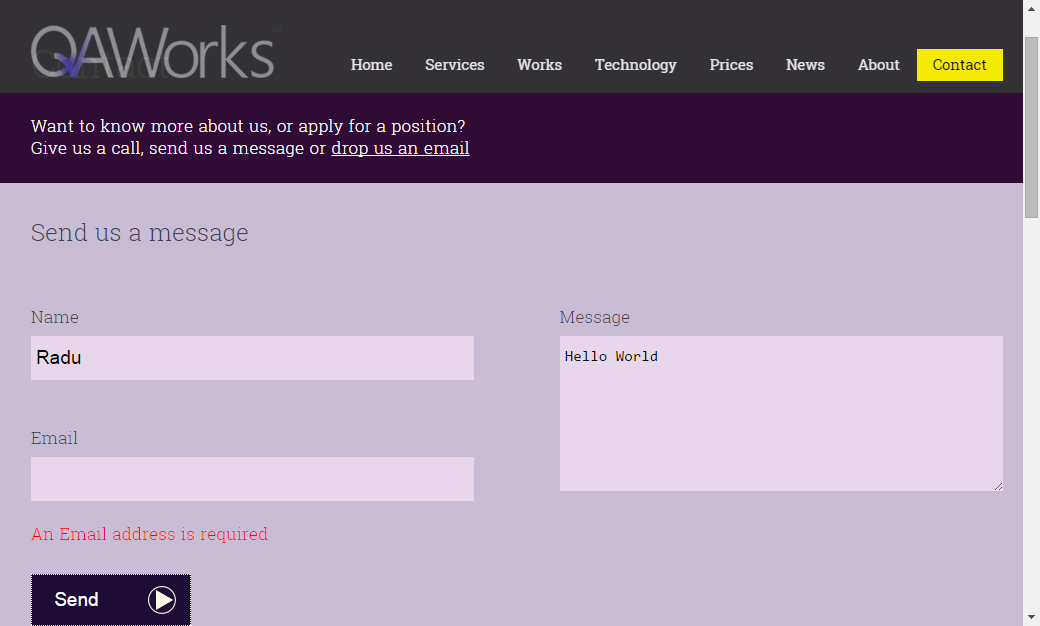 QAWorks
Home Services Works Technology Prices News About Contact
Want to know more about us, or apply for a position?
Give us a call, send us a message or drop us an email
Send us a message
Name
Radu
Message
Hello World
Email
An Email address is required
Send